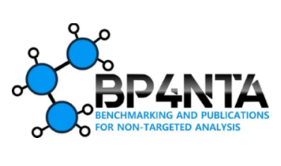 BP4NTA
BENCHMARKING AND PUBLICATIONS
FOR NON-TARGETED ANALYSIS